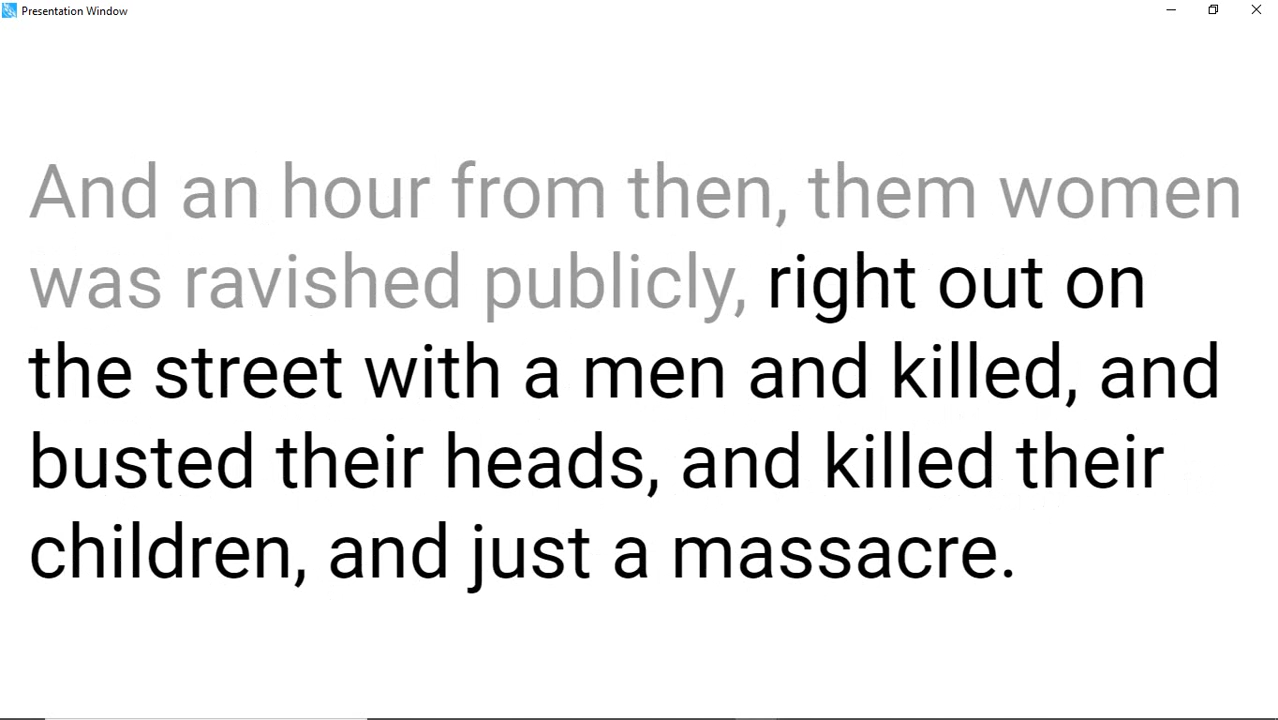 Presentation Window
And an hour from then, them women
was ravished publicly, right out on
the street with a men and killed, and
busted their heads, and killed their
children, and just a massacre.